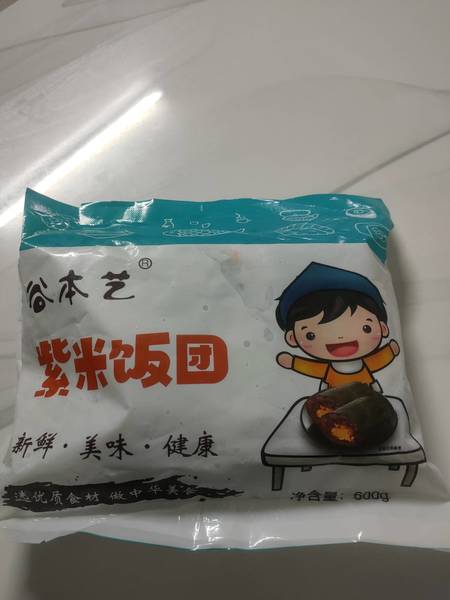 谷本艺®
紫米饭团
新鲜·美味·健康
选优质食材 做中华美食
净含量：600g